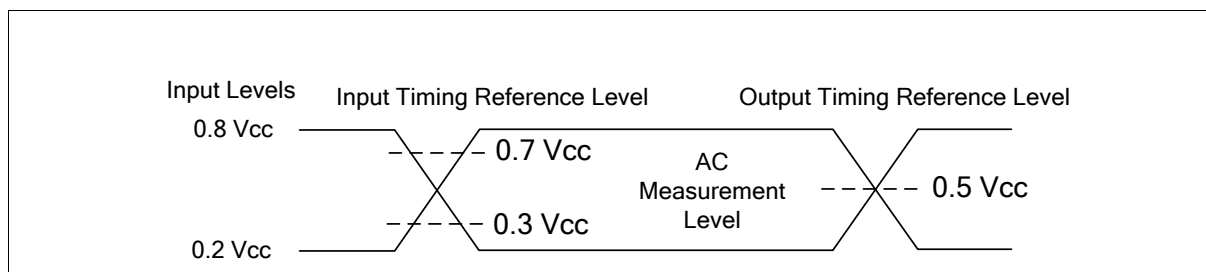 Input Levels
Input Timing Reference Level
Output Timing Reference Level
0.8 Vcc
0.7 Vcc
AC
Measurement
Level
0.5 Vcc
0.3 Vcc
0.2 Vcc